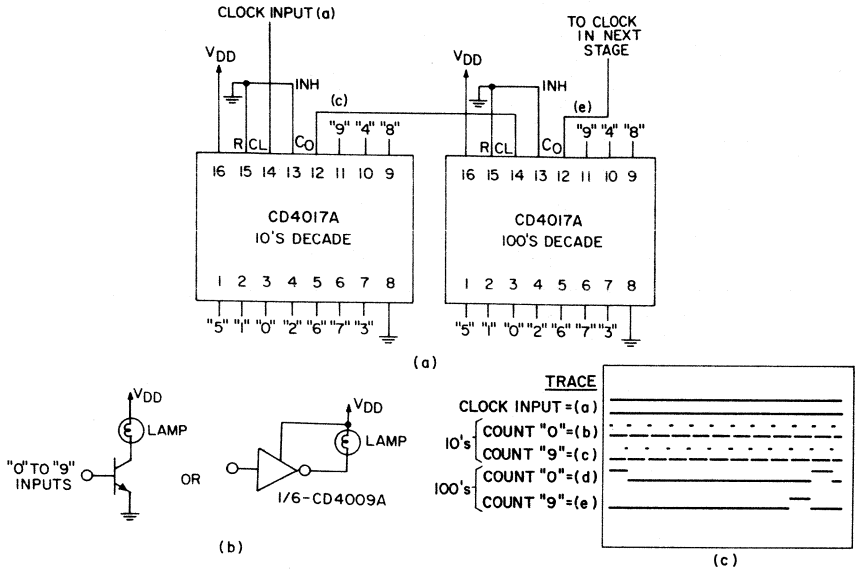 CLOCK INPUT (a)
TO CLOCK
IN NEXT
STAGE
VDD
INH
(c)
VDD
INH
(e)
"9" "4" "8"
"9" "4" "8"
R CL CO
R CL CO
16 15 14 13 12 11 10 9
16 15 14 13 12 11 10 9
CD4017A
10'S DECADE
CD4017A
100'S DECADE
1 2 3 4 5 6 7 8
1 2 3 4 5 6 7 8
"5" "1" "0" "2" "6" "7" "3"
"5" "1" "0" "2" "6" "7" "3"
(a)
VDD
LAMP
"0" TO "9"
INPUTS
OR
VDD
LAMP
1/6-CD4009A
(b)
TRACE
CLOCK INPUT=(a)
10's
COUNT "0"=(b)
COUNT "9"=(c)
100's
COUNT "0"=(d)
COUNT "9"=(e)
(c)